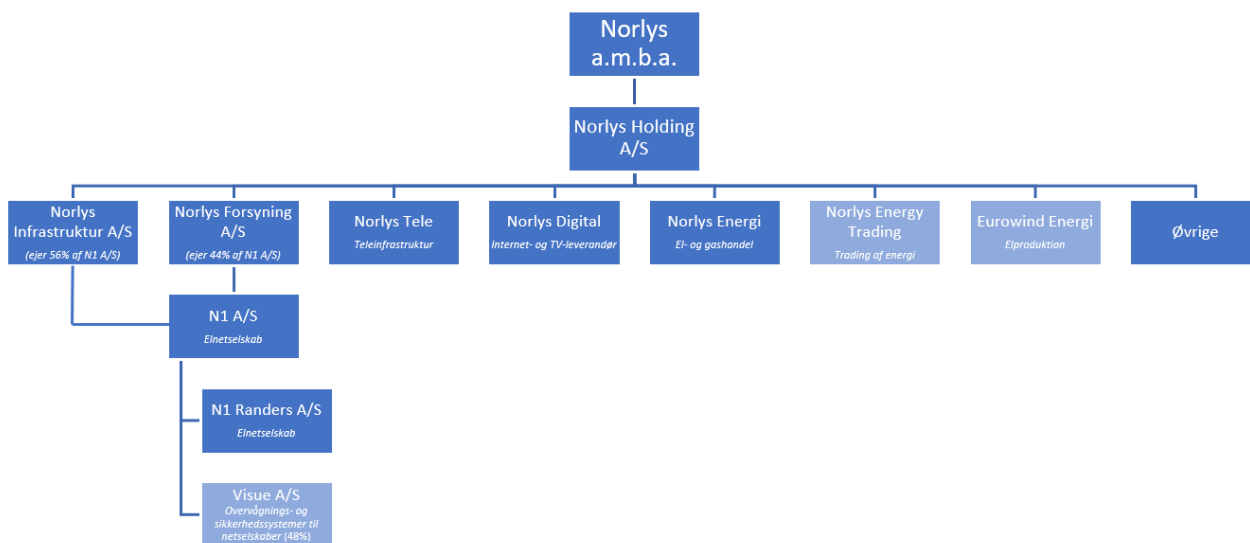 Norlys
a.m.b.a.
Norlys Holding
A/S
Norlys
Infrastruktur A/S
(ejer 56% af N1 A/S)
Norlys Forsyning
A/S
(ejer 44% af N1 A/S)
Norlys Tele
Teleinfrastruktur
Norlys Digital
Internet- og TV-leverandør
Norlys Energi
El- og gashandel
Norlys Energy
Trading
Trading af energi
Eurowind Energi
Elproduktion
Øvrige
N1 A/S
Elnetselskab
N1 Randers A/S
Elnetselskab
Visue A/S
Overvågnings- og
sikkerhedssystemer til
netselskaber (48%)